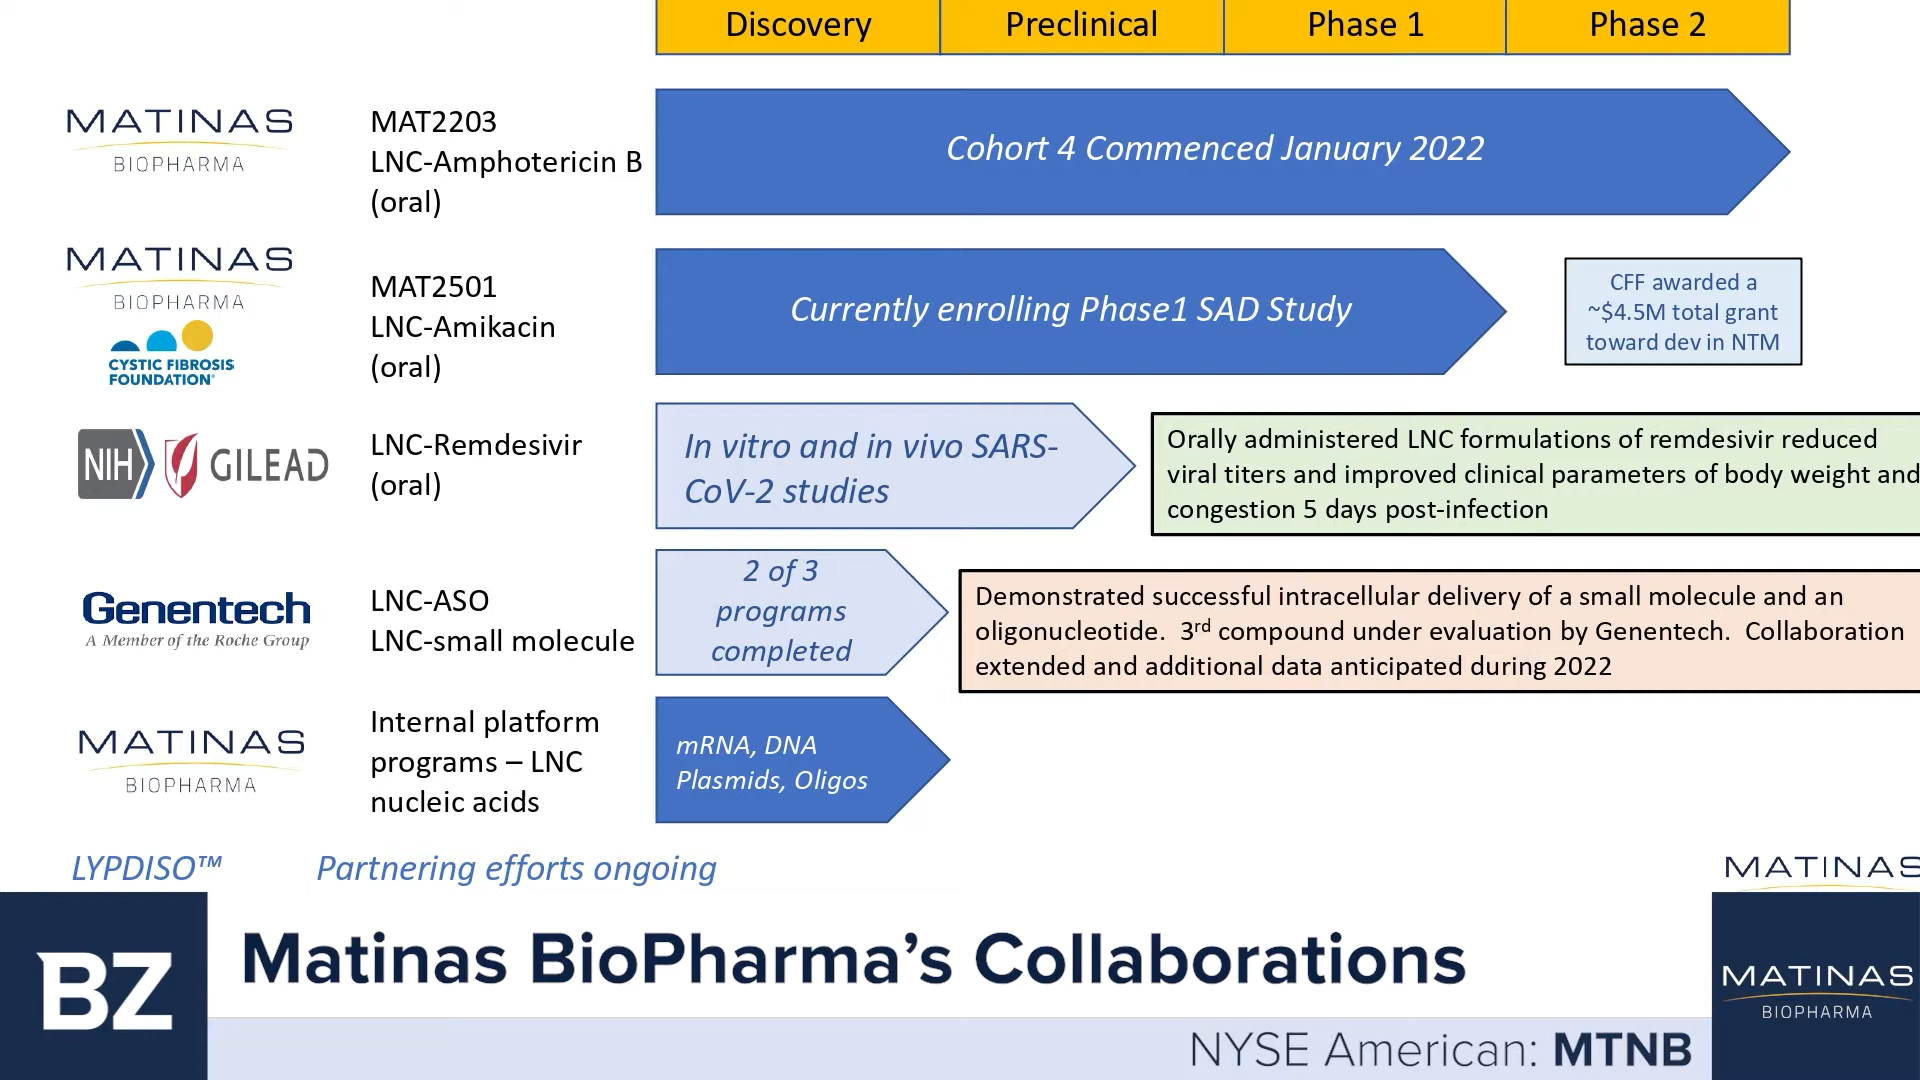 Discovery Preclinical Phase 1 Phase 2
MATINAS
BIOPHARMA
MAT2203
LNC-Amphotericin B
(oral)
Cohort 4 Commenced January 2022
MATINAS
BIOPHARMA
CYSTIC FIBROSIS
FOUNDATION®
MAT2501
LNC-Amikacin
(oral)
Currently enrolling Phase1 SAD Study
CFF awarded a
~$4.5M total grant
toward dev in NTM
NIH GILEAD
LNC-Remdesivir
(oral)
In vitro and in vivo SARS-
CoV-2 studies
Orally administered LNC formulations of remdesivir reduced
viral titers and improved clinical parameters of body weight and
congestion 5 days post-infection
Genentech
A Member of the Roche Group
LNC-ASO
LNC-small molecule
2 of 3
programs
completed
Demonstrated successful intracellular delivery of a small molecule and an
oligonucleotide.  3rd compound under evaluation by Genentech.  Collaboration
extended and additional data anticipated during 2022
MATINAS
BIOPHARMA
Internal platform
programs – LNC
nucleic acids
mRNA, DNA
Plasmids, Oligos
LYPDISO™ Partnering efforts ongoing
MATINAS
BZ
Matinas BioPharma’s Collaborations
MATINAS
BIOPHARMA
NYSE American: MTNB